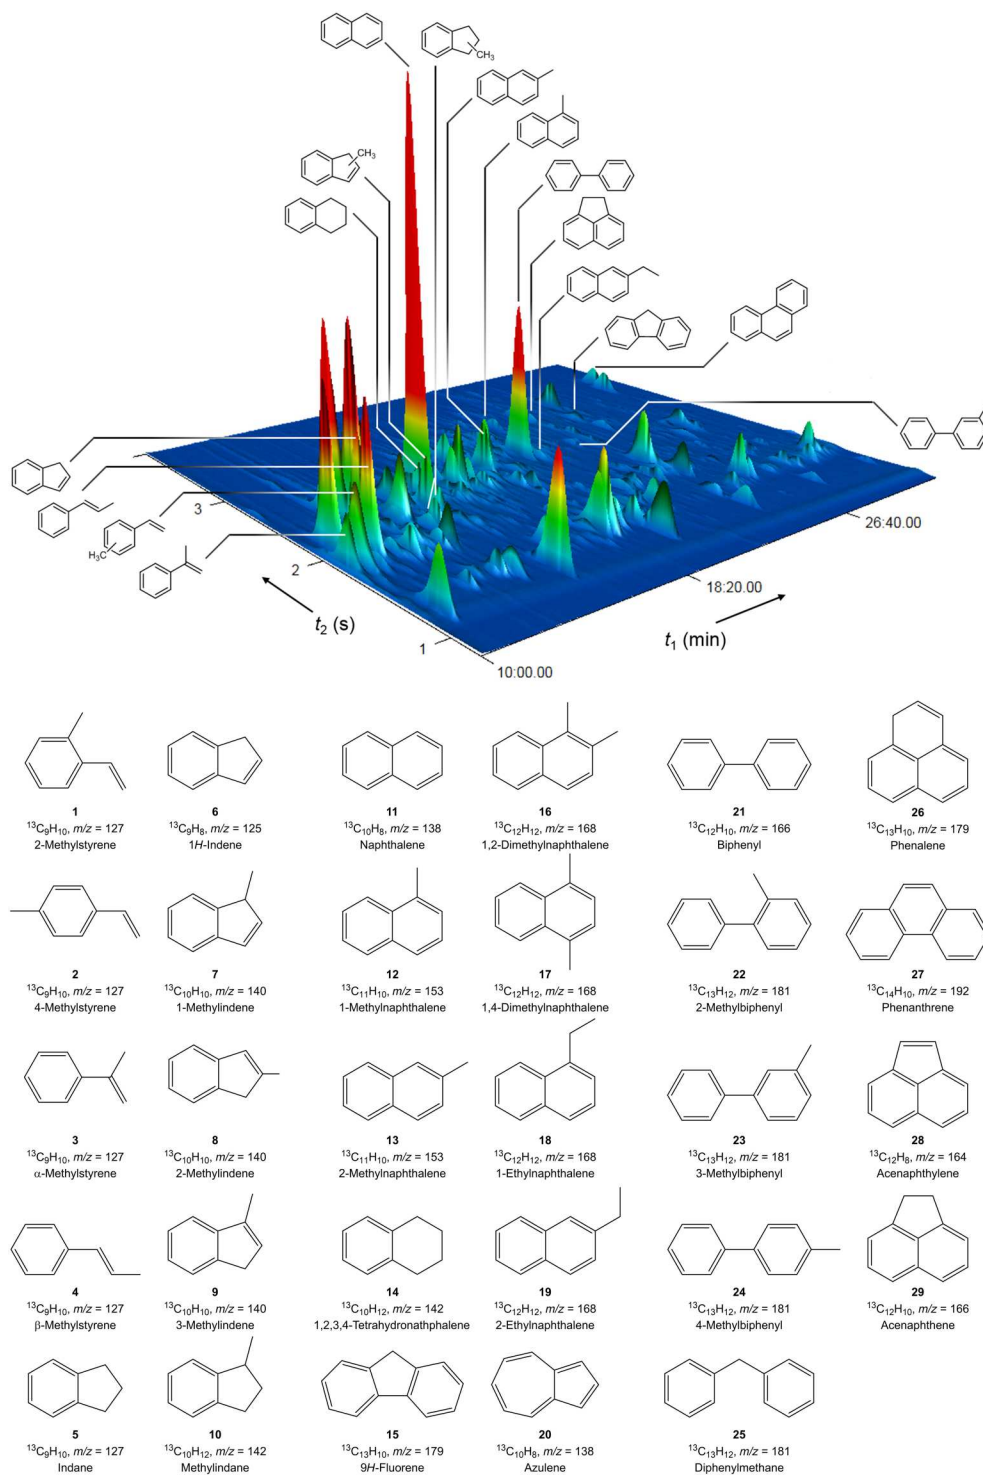 CH₃
CH₃
H₃C
3
2
1
t₂ (s)
10:00.00
18:20.00
26:40.00
t₁ (min)
1
¹³C₉H₁₀, m/z = 127
2-Methylstyrene
6
¹³C₉H₈, m/z = 125
1H-Indene
11
¹³C₁₀H₈, m/z = 138
Naphthalene
16
¹³C₁₂H₁₂, m/z = 168
1,2-Dimethylnaphthalene
21
¹³C₁₂H₁₀, m/z = 166
Biphenyl
26
¹³C₁₃H₁₀, m/z = 179
Phenalene
2
¹³C₉H₁₀, m/z = 127
4-Methylstyrene
7
¹³C₁₀H₁₀, m/z = 140
1-Methylindene
12
¹³C₁₁H₁₀, m/z = 153
1-Methylnaphthalene
17
¹³C₁₂H₁₂, m/z = 168
1,4-Dimethylnaphthalene
22
¹³C₁₃H₁₂, m/z = 181
2-Methylbiphenyl
27
¹³C₁₄H₁₀, m/z = 192
Phenanthrene
3
¹³C₉H₁₀, m/z = 127
α-Methylstyrene
8
¹³C₁₀H₁₀, m/z = 140
2-Methylindene
13
¹³C₁₁H₁₀, m/z = 153
2-Methylnaphthalene
18
¹³C₁₂H₁₂, m/z = 168
1-Ethylnaphthalene
23
¹³C₁₃H₁₂, m/z = 181
3-Methylbiphenyl
28
¹³C₁₂H₈, m/z = 164
Acenaphthylene
4
¹³C₉H₁₀, m/z = 127
β-Methylstyrene
9
¹³C₁₀H₁₀, m/z = 140
3-Methylindene
14
¹³C₁₀H₁₂, m/z = 142
1,2,3,4-Tetrahydronathphalene
19
¹³C₁₂H₁₂, m/z = 168
2-Ethylnaphthalene
24
¹³C₁₃H₁₂, m/z = 181
4-Methylbiphenyl
29
¹³C₁₂H₁₀, m/z = 166
Acenaphthene
5
¹³C₉H₁₀, m/z = 127
Indane
10
¹³C₁₀H₁₂, m/z = 142
Methylindane
15
¹³C₁₃H₁₀, m/z = 179
9H-Fluorene
20
¹³C₁₀H₈, m/z = 138
Azulene
25
¹³C₁₃H₁₂, m/z = 181
Diphenylmethane